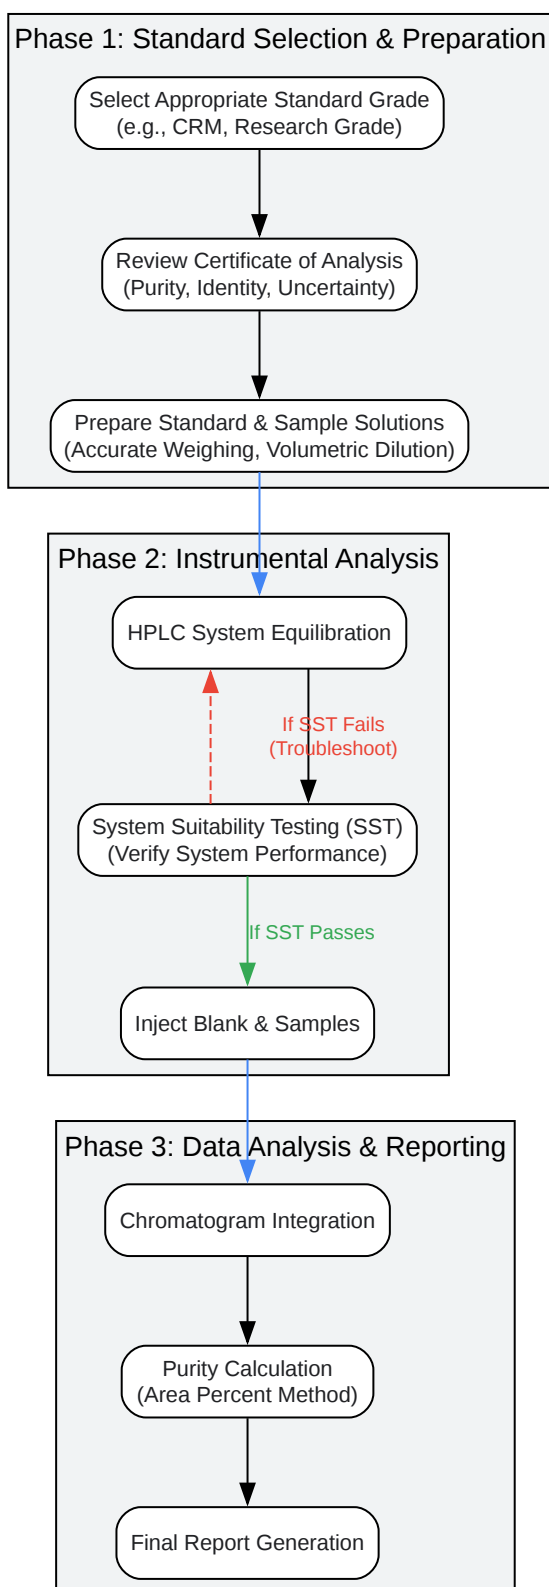 Phase 1: Standard Selection & Preparation
Select Appropriate Standard Grade
(e.g., CRM, Research Grade)
Review Certificate of Analysis
(Purity, Identity, Uncertainty)
Prepare Standard & Sample Solutions
(Accurate Weighing, Volumetric Dilution)
Phase 2: Instrumental Analysis
HPLC System Equilibration
If SST Fails
(Troubleshoot)
System Suitability Testing (SST)
(Verify System Performance)
If SST Passes
Inject Blank & Samples
Phase 3: Data Analysis & Reporting
Chromatogram Integration
Purity Calculation
(Area Percent Method)
Final Report Generation